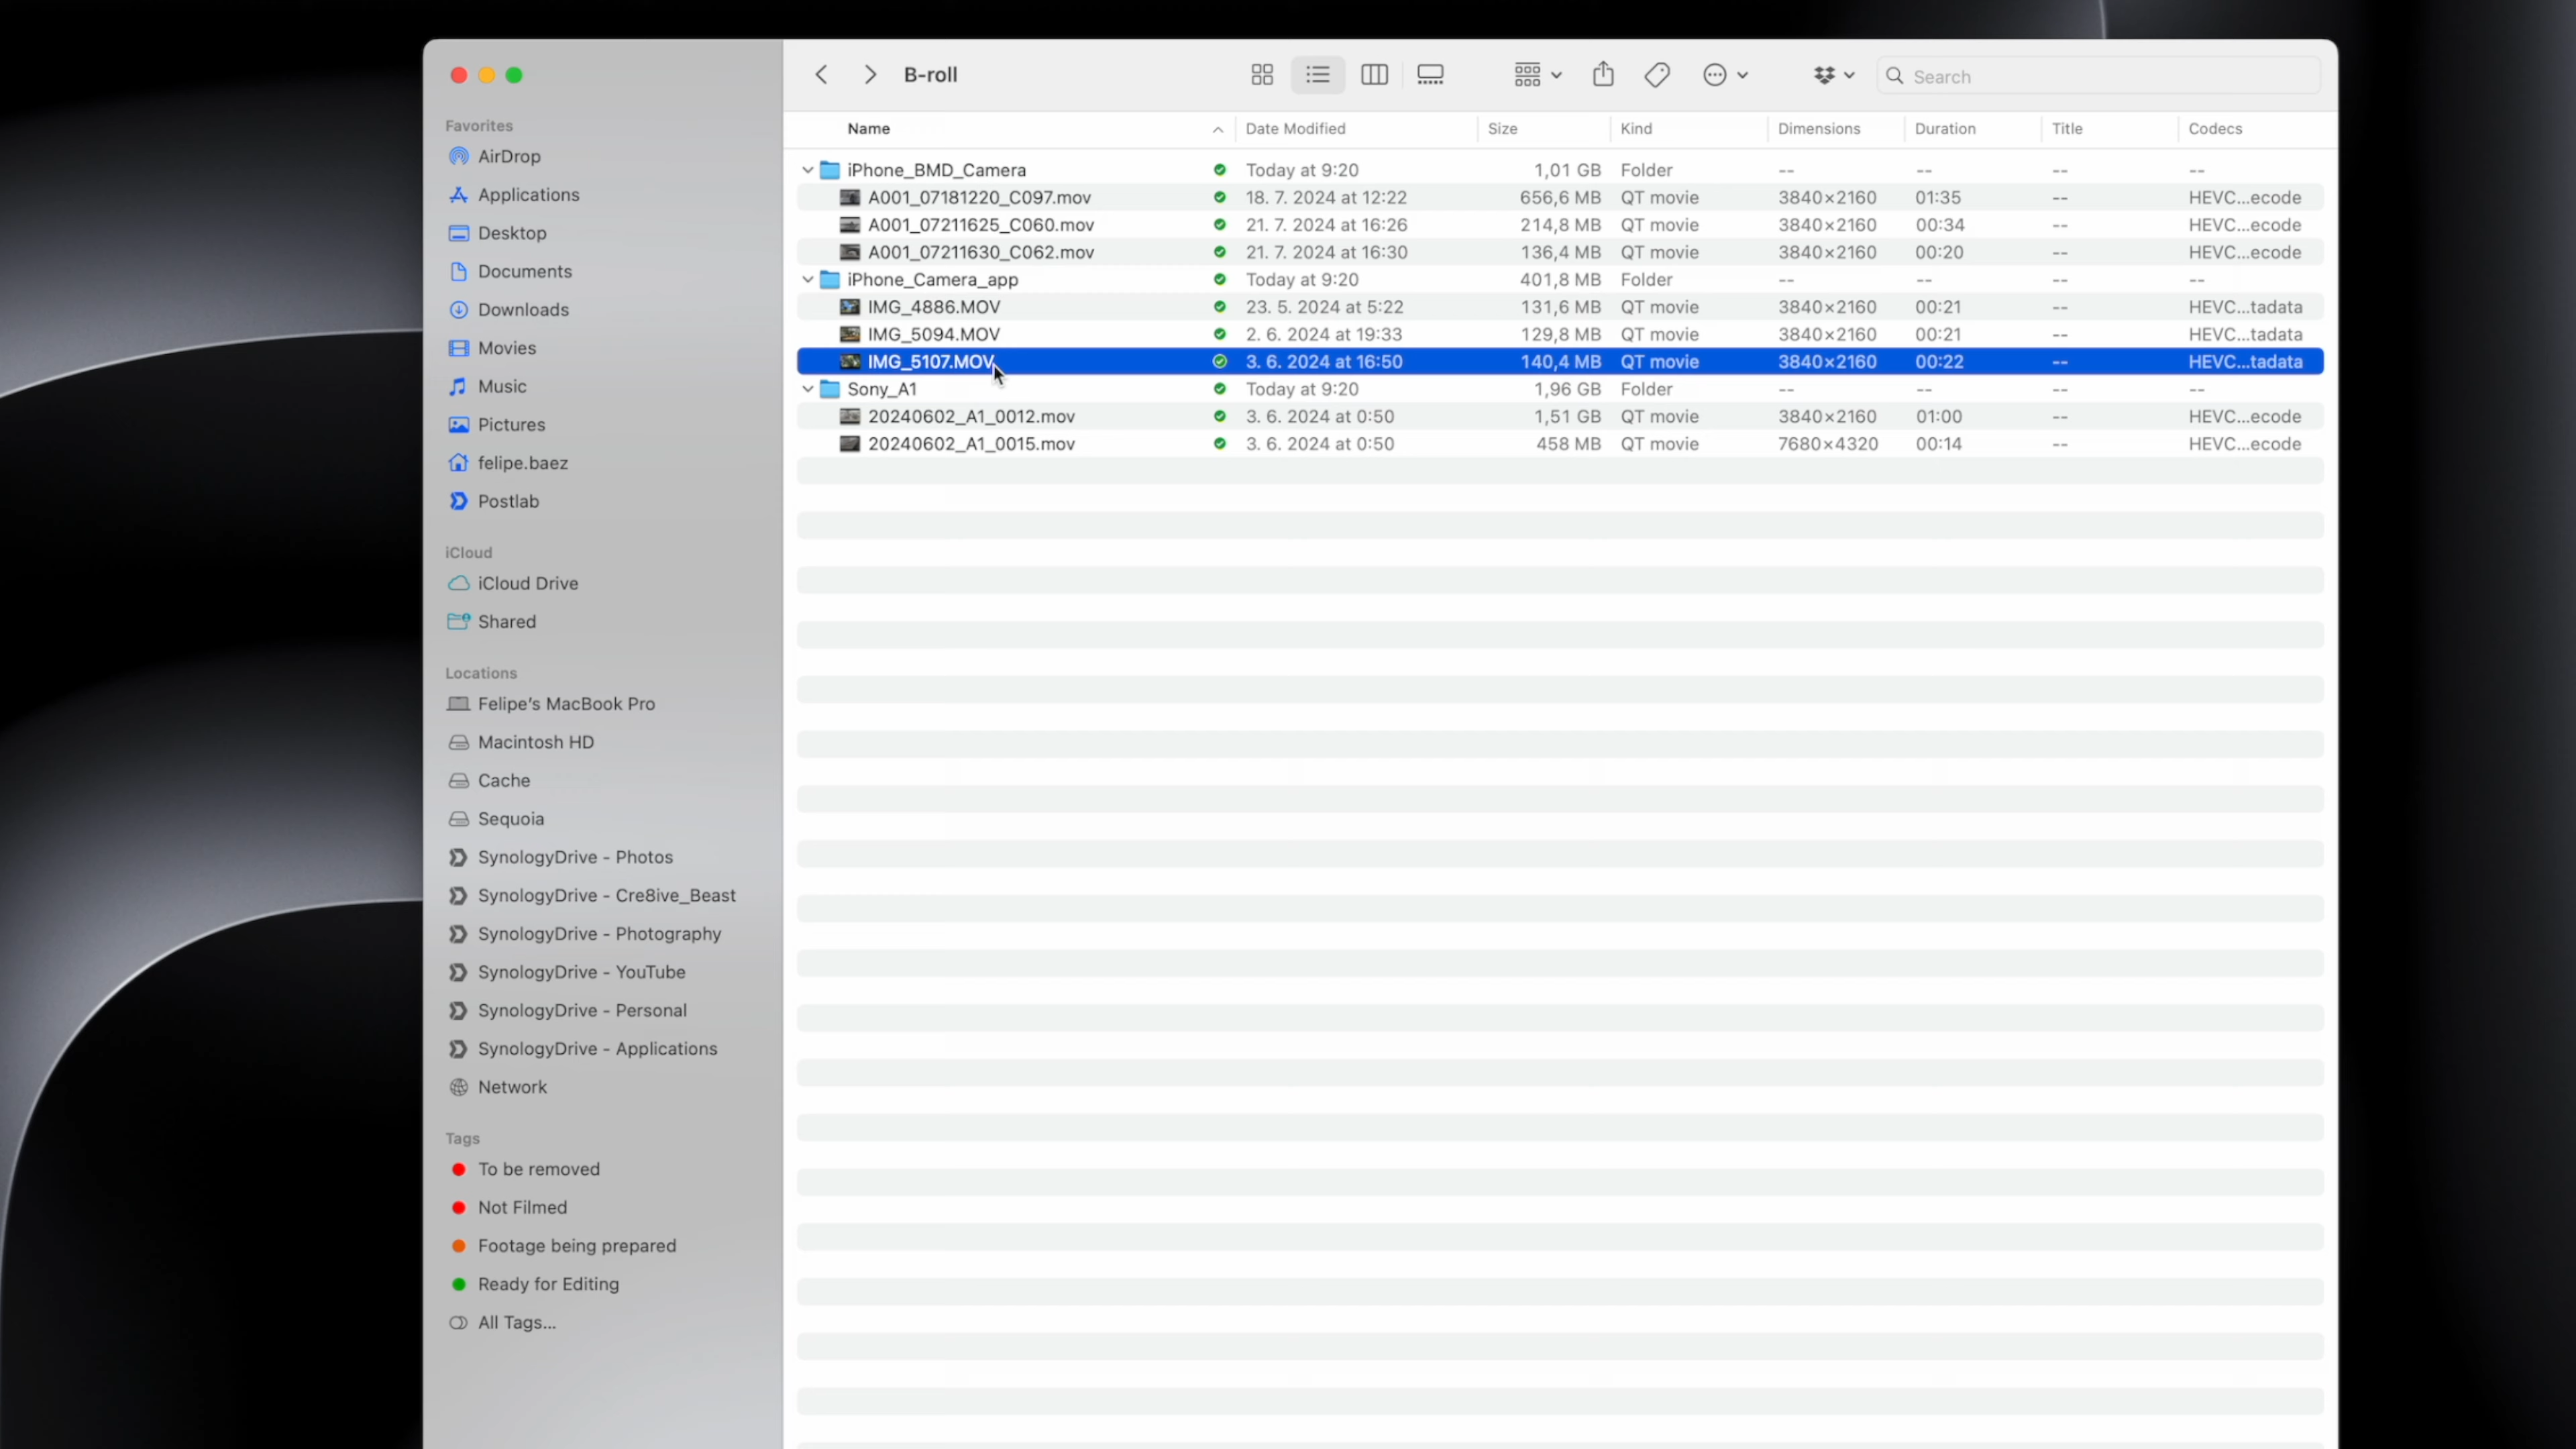 B-roll
Search
Favorites
AirDrop
Applications
Desktop
Documents
Downloads
Movies
Music
Pictures
felipe.baez
Postlab
iCloud
iCloud Drive
Shared
Locations
Felipe's MacBook Pro
Macintosh HD
Cache
Sequoia
SynologyDrive - Photos
SynologyDrive - Cre8ive_Beast
SynologyDrive - Photography
SynologyDrive - YouTube
SynologyDrive - Personal
SynologyDrive - Applications
Network
Tags
To be removed
Not Filmed
Footage being prepared
Ready for Editing
All Tags...
Name Date Modified Size Kind Dimensions Duration Title Codecs
iPhone_BMD_Camera Today at 9:20 1,01 GB Folder -- -- -- --
A001_07181220_C097.mov 18. 7. 2024 at 12:22 656,6 MB QT movie 3840×2160 01:35 -- HEVC...ecode
A001_07211625_C060.mov 21. 7. 2024 at 16:26 214,8 MB QT movie 3840×2160 00:34 -- HEVC...ecode
A001_07211630_C062.mov 21. 7. 2024 at 16:30 136,4 MB QT movie 3840×2160 00:20 -- HEVC...ecode
iPhone_Camera_app Today at 9:20 401,8 MB Folder -- -- -- --
IMG_4886.MOV 23. 5. 2024 at 5:22 131,6 MB QT movie 3840×2160 00:21 -- HEVC...tadata
IMG_5094.MOV 2. 6. 2024 at 19:33 129,8 MB QT movie 3840×2160 00:21 -- HEVC...tadata
IMG_5107.MOV 3. 6. 2024 at 16:50 140,4 MB QT movie 3840×2160 00:22 -- HEVC...tadata
Sony_A1 Today at 9:20 1,96 GB Folder -- -- -- --
20240602_A1_0012.mov 3. 6. 2024 at 0:50 1,51 GB QT movie 3840×2160 01:00 -- HEVC...ecode
20240602_A1_0015.mov 3. 6. 2024 at 0:50 458 MB QT movie 7680×4320 00:14 -- HEVC...ecode